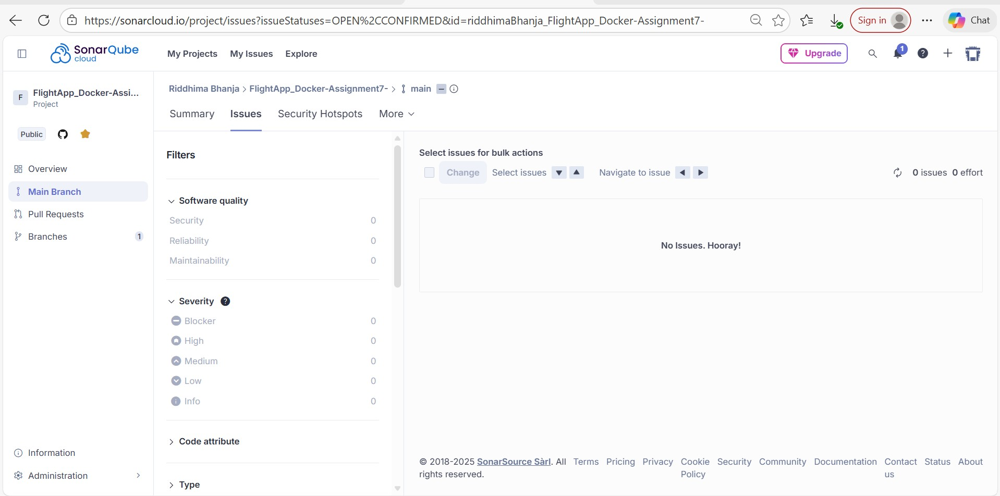 https://sonarcloud.io/project/issues?issueStatuses=OPEN%2CCONFIRMED&id=riddhimaBhanja_FlightApp_Docker-Assignment7-
Sign in
Chat
SonarQube
cloud
My Projects
My Issues
Explore
Upgrade
1
?
F
FlightApp_Docker-Assi...
Project
Public
Overview
Main Branch
Pull Requests
Branches
1
Information
Administration
Riddhima Bhanja > FlightApp_Docker-Assignment7- > main
Summary
Issues
Security Hotspots
More
Filters
Software quality
Security 0
Reliability 0
Maintainability 0
Severity ?
Blocker 0
High 0
Medium 0
Low 0
Info 0
Code attribute
Type
Select issues for bulk actions
Change Select issues Navigate to issue 0 issues 0 effort
No Issues. Hooray!
© 2018-2025 SonarSource Sàrl. All
rights reserved.
Terms
Pricing
Privacy
Cookie
Policy
Security
Community
Documentation
Contact
us
Status
About